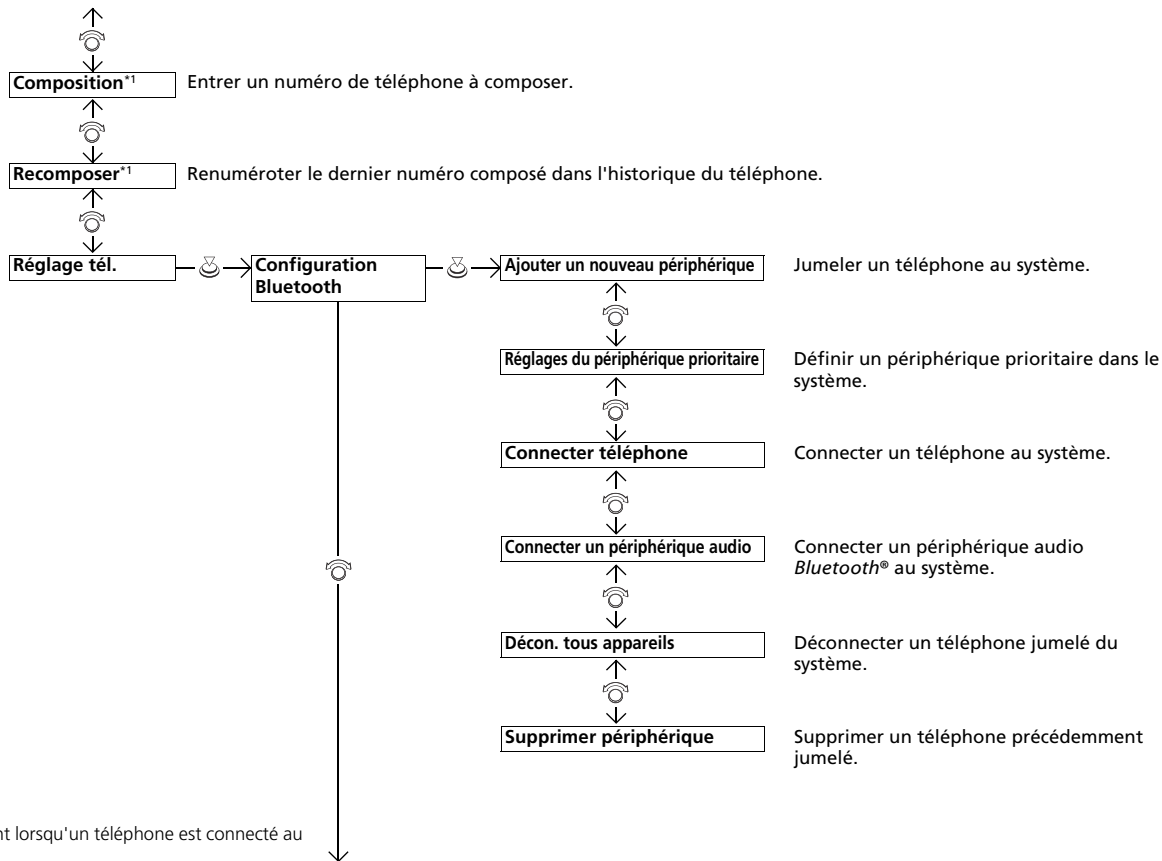 Composition*1
Entrer un numéro de téléphone à composer.
Recomposer*1
Renuméroter le dernier numéro composé dans l'historique du téléphone.
Réglage tél.
Configuration
Bluetooth
Ajouter un nouveau périphérique
Jumeler un téléphone au système.
Réglages du périphérique prioritaire
Définir un périphérique prioritaire dans le
système.
Connecter téléphone
Connecter un téléphone au système.
Connecter un périphérique audio
Connecter un périphérique audio
Bluetooth® au système.
Décon. tous appareils
Déconnecter un téléphone jumelé du
système.
Supprimer périphérique
Supprimer un téléphone précédemment
jumelé.
lorsqu'un téléphone est connecté au